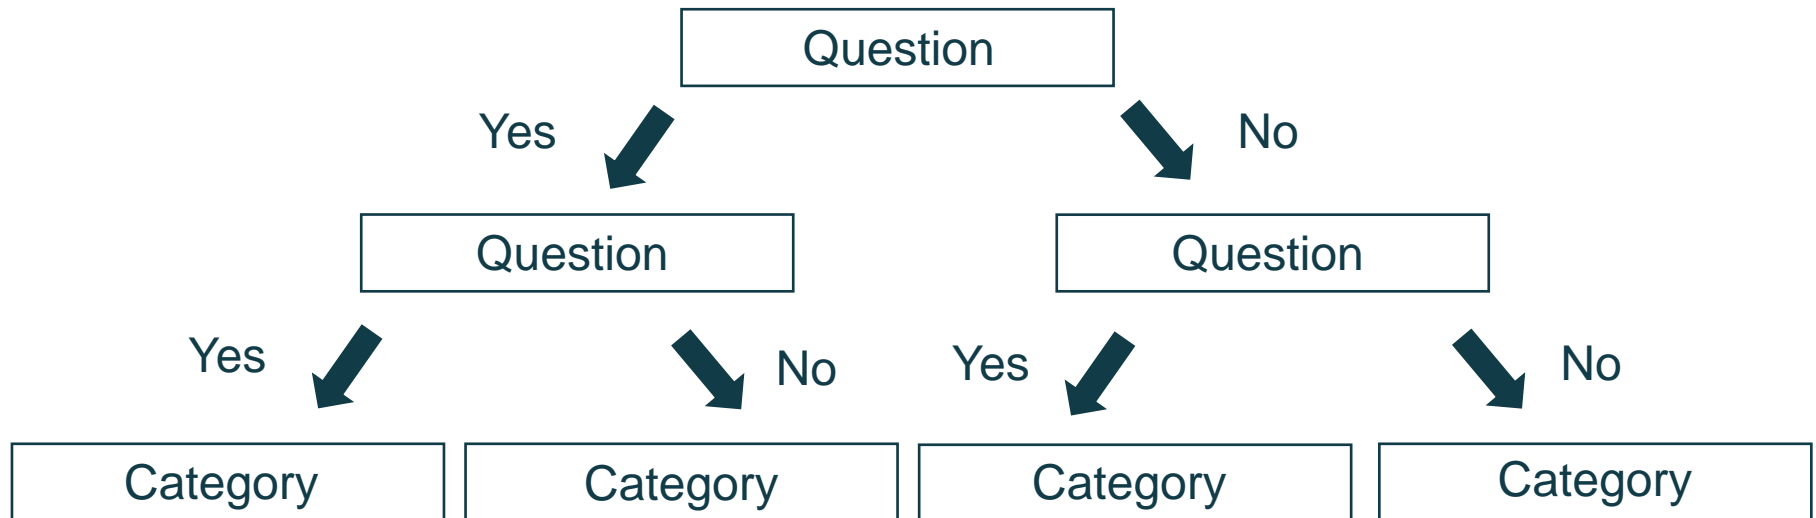 Question
Yes
No
Question
Question
Yes
No
Yes
No
Category
Category
Category
Category